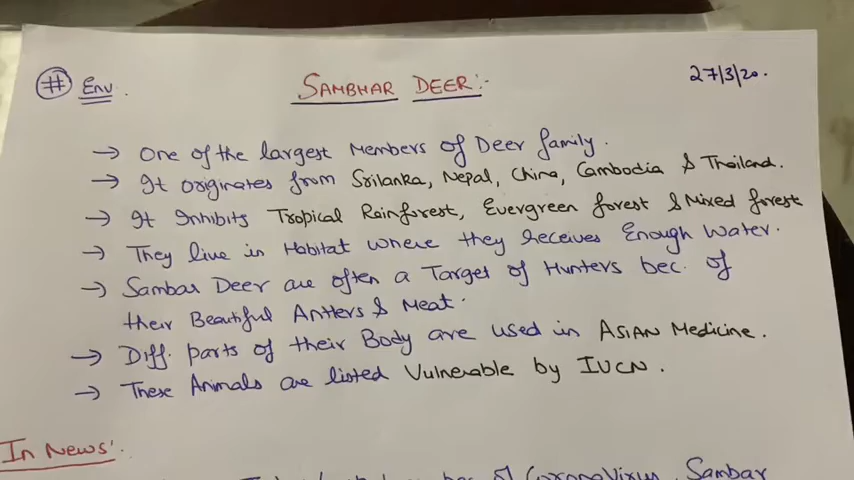 # Env.
SAMBHAR DEER:-
27/3/20.
→ One of the largest Members of Deer family.
→ It originates from Srilanka, Nepal, China, Cambodia & Thailand.
→ It Inhibits Tropical Rainforest, Evergreen forest & Mixed forest
→ They live in Habitat where they receives Enough Water.
→ Sambar Deer are often a Target of Hunters bec. of
their Beautiful Antlers & Meat.
→ Diff. parts of their Body are used in ASIAN Medicine.
→ These Animals are listed Vulnerable by IUCN.
In News:
of CoronaVirus, Sambar